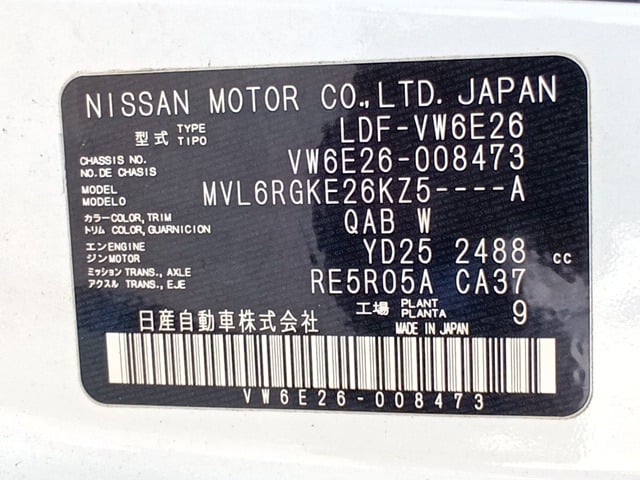 NISSAN MOTOR CO.,LTD. JAPAN
型式 TYPE TIPO LDF-VW6E26
CHASSIS NO. NO.DE CHASIS VW6E26-008473
MODEL MODELO MVL6RGKE26KZ5----A
カラー COLOR, TRIM QAB W
トリム COLOR, GUARNICION
エンジン ENGINE MOTOR YD25 2488 cc
ミッション TRANS., AXLE RE5R05A CA37
アクスル TRANS., EJE
工場 PLANT PLANTA 9
日産自動車株式会社 MADE IN JAPAN
VW6E26-008473